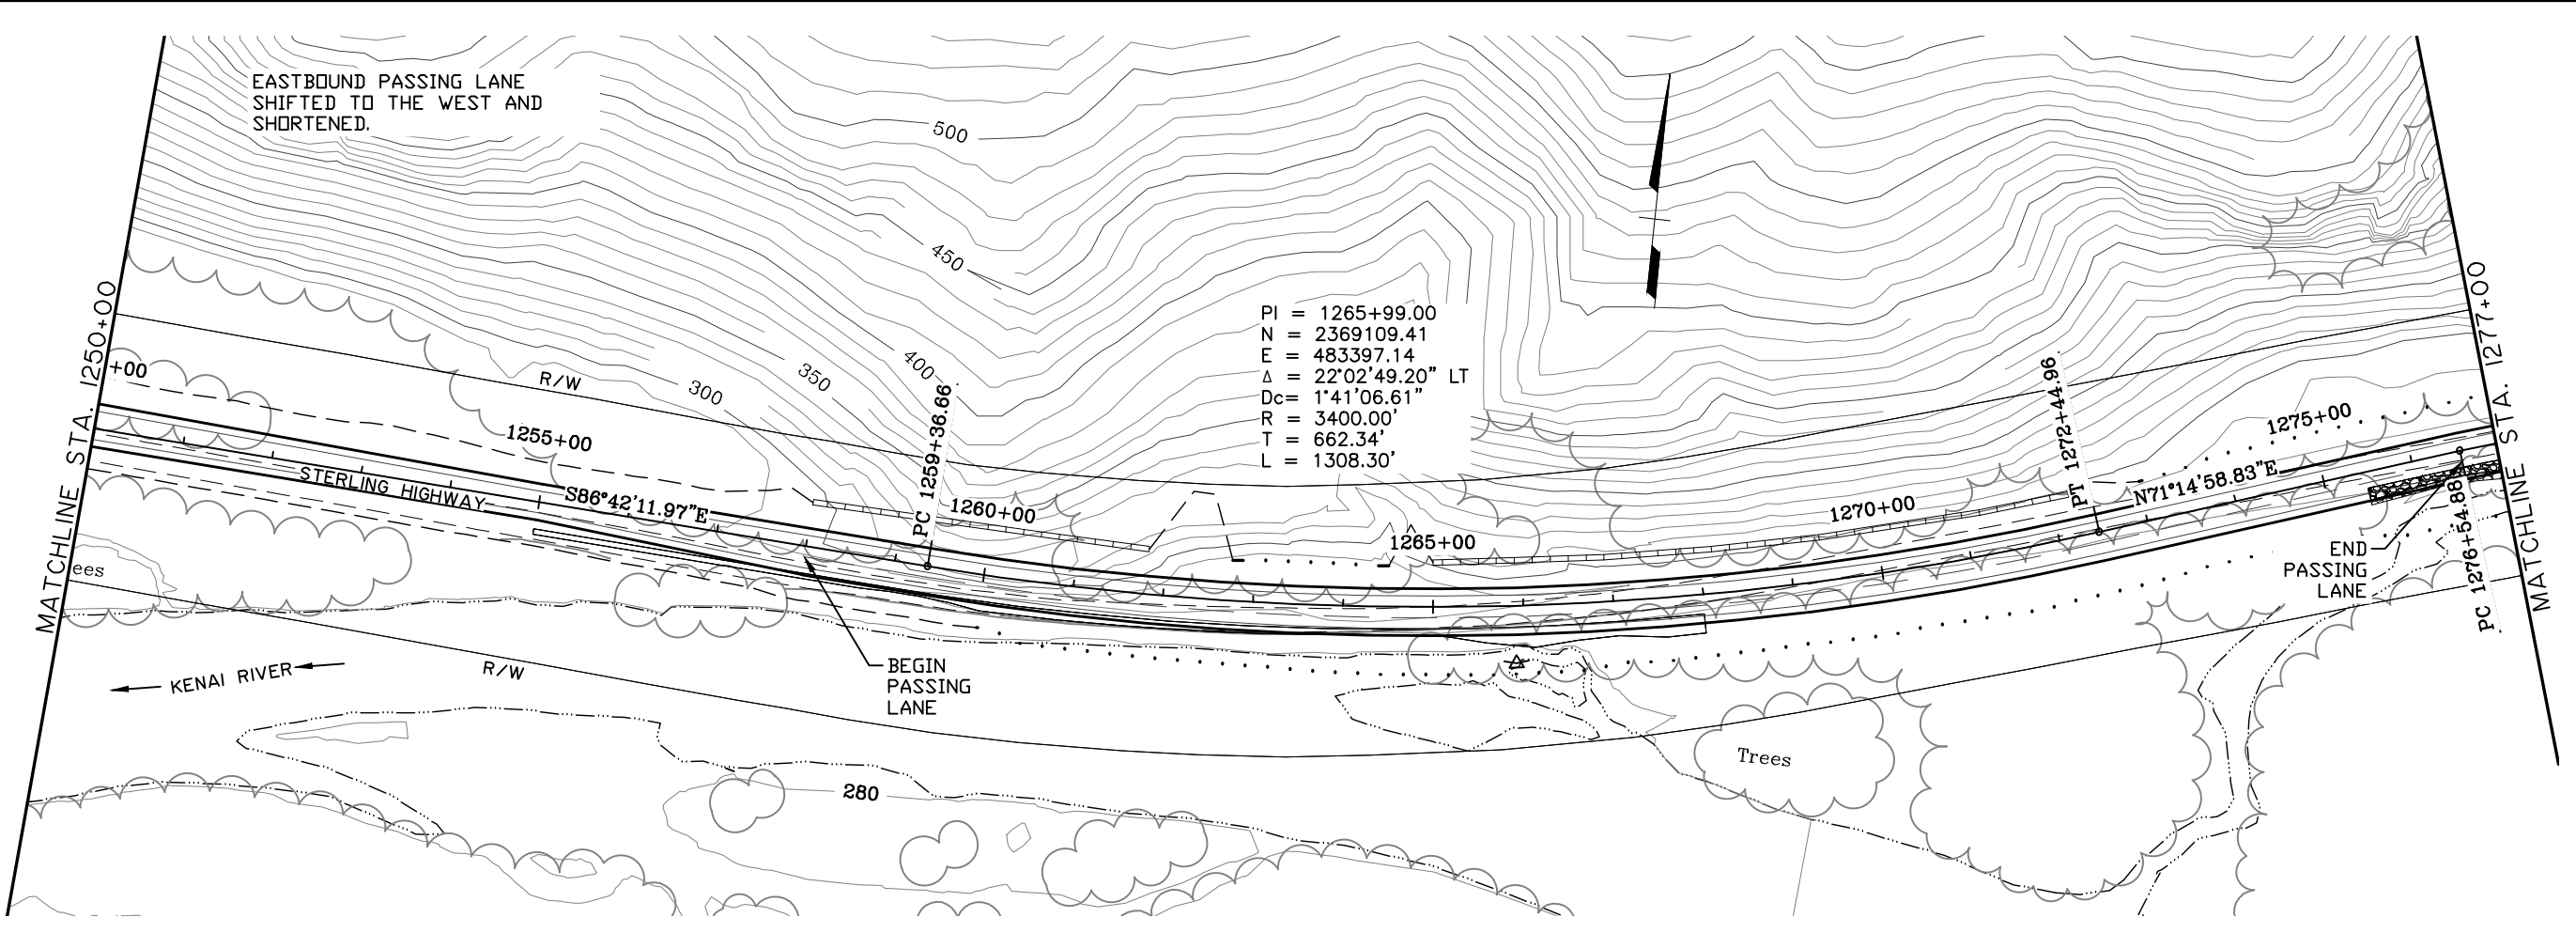 EASTBOUND PASSING LANE
SHIFTED TO THE WEST AND
SHORTENED.
500
450
400
350
300
MATCHLINE STA. 1250+00
+00
R/W
1255+00
STERLING HIGHWAY
S86°42'11.97"E
PC 1259+36.66
1260+00
PI = 1265+99.00
N = 2369109.41
E = 483397.14
Δ = 22°02'49.20" LT
Dc= 1°41'06.61"
R = 3400.00'
T = 662.34'
L = 1308.30'
1265+00
1270+00
PT 1272+44.96
N71°14'58.83"E
1275+00
MATCHLINE STA. 1277+00
END
PASSING
LANE
PC 1276+54.88
ees
BEGIN
PASSING
LANE
KENAI RIVER
R/W
280
Trees